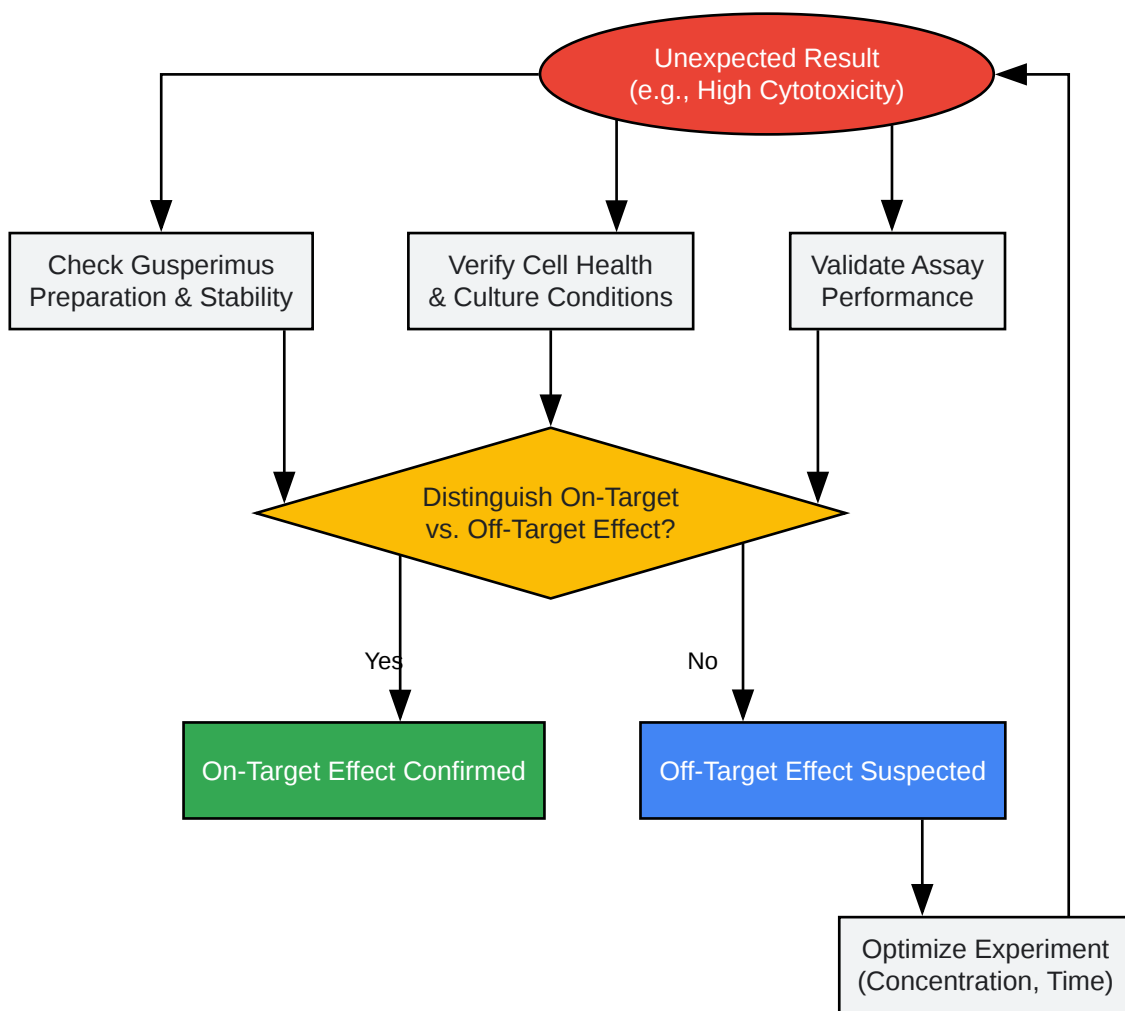 Unexpected Result
(e.g., High Cytotoxicity)
Check Gusperimus
Preparation & Stability
Verify Cell Health
& Culture Conditions
Validate Assay
Performance
Distinguish On-Target
vs. Off-Target Effect?
Yes
No
On-Target Effect Confirmed
Off-Target Effect Suspected
Optimize Experiment
(Concentration, Time)